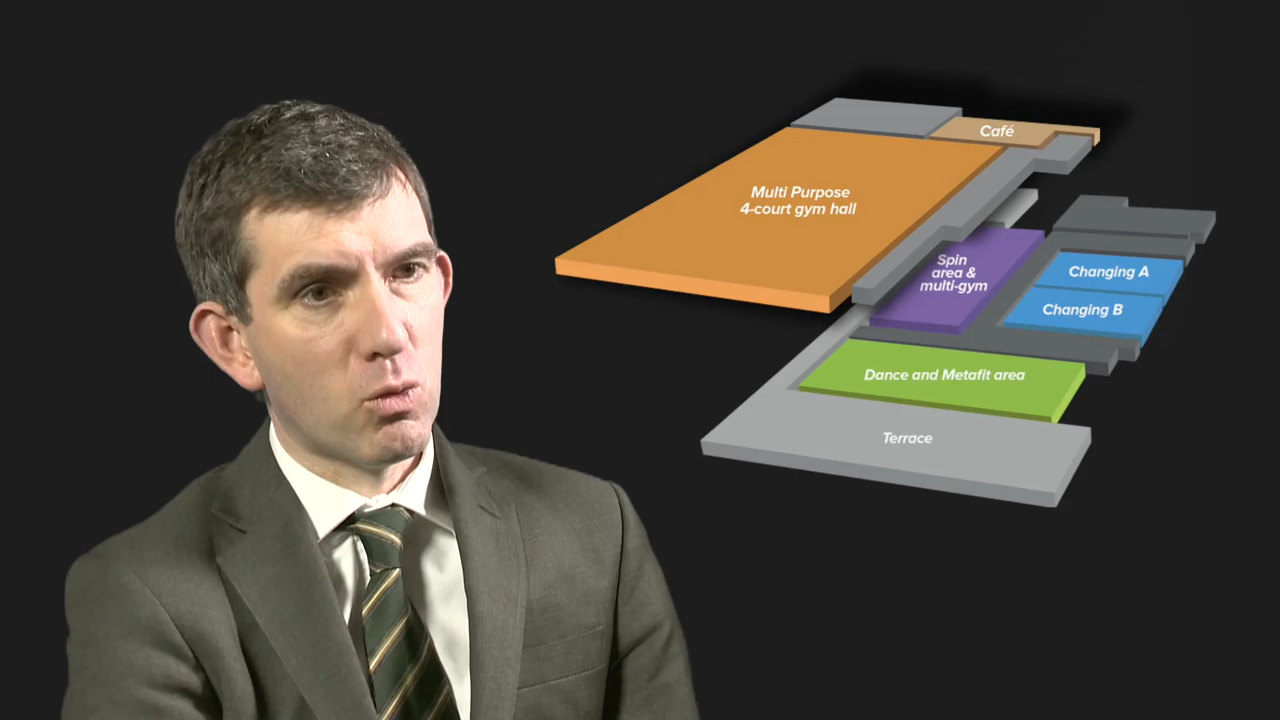 Café
Multi Purpose
4-court gym hall
Spin
area &
multi-gym
Changing A
Changing B
Dance and Metafit area
Terrace